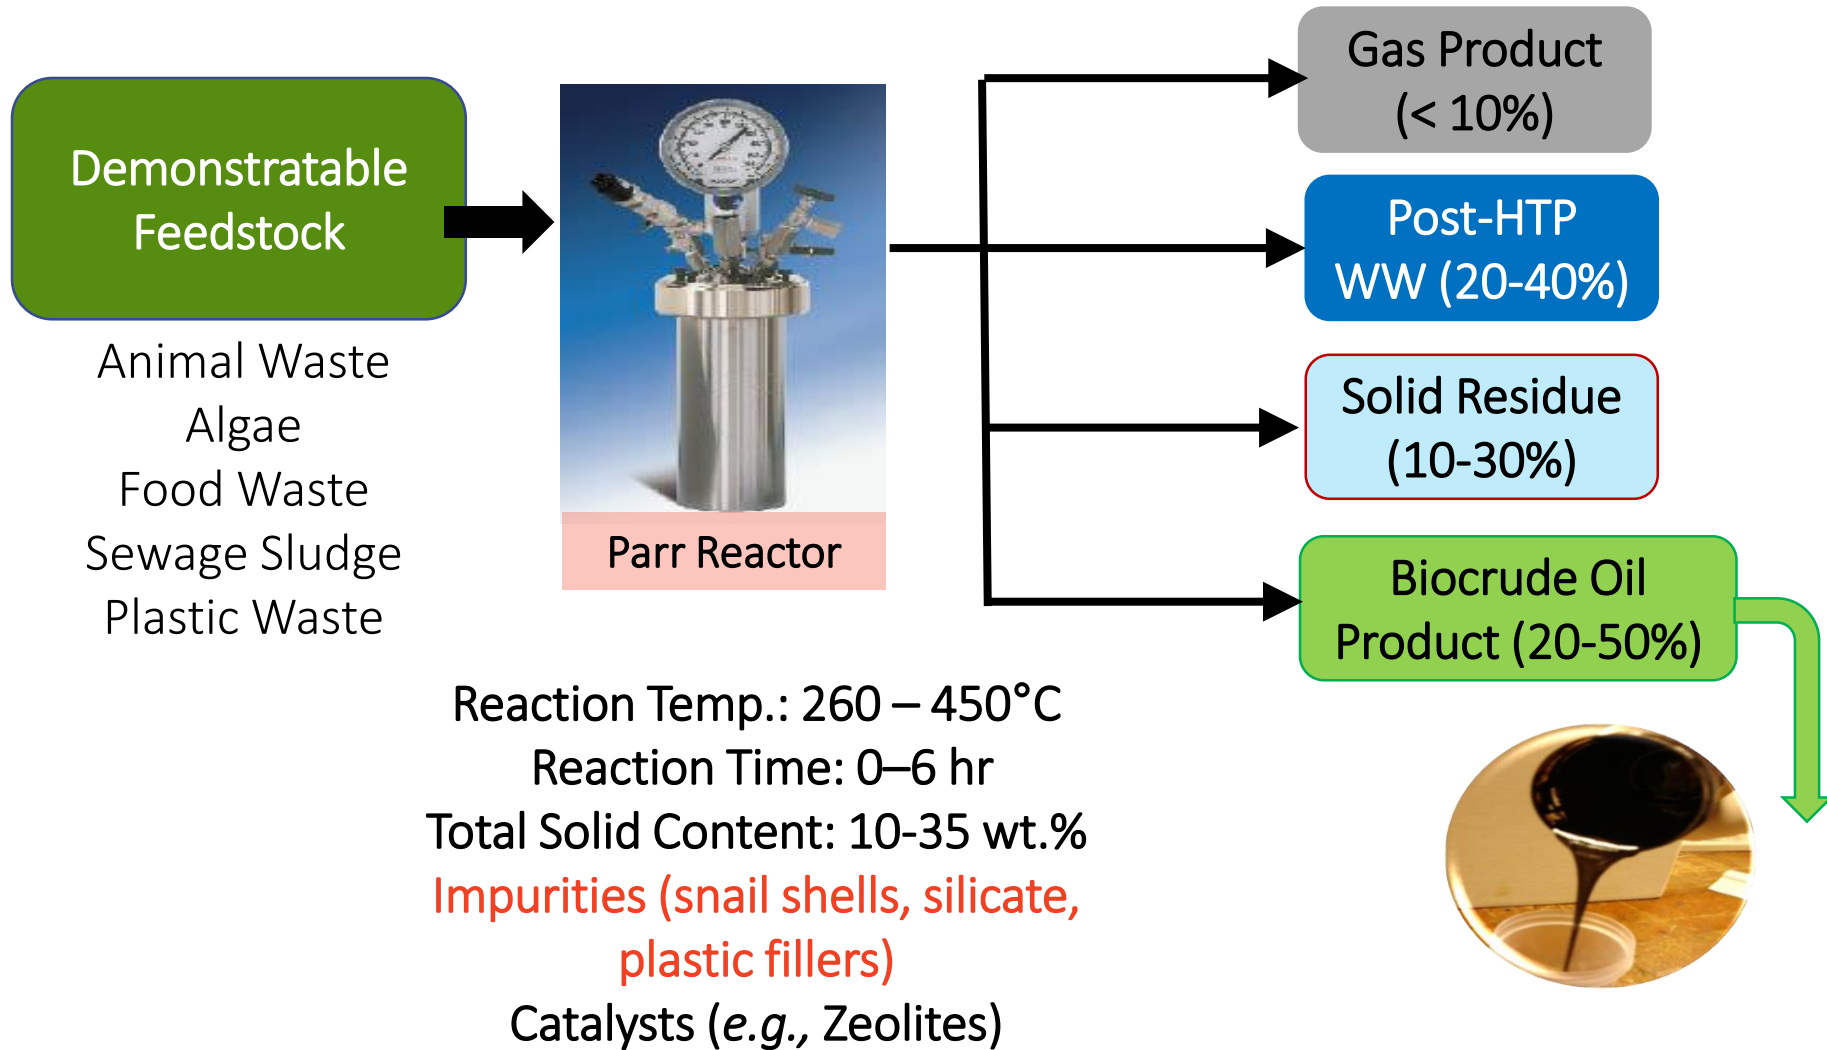 Demonstratable
Feedstock
Animal Waste
Algae
Food Waste
Sewage Sludge
Plastic Waste
Parr Reactor
Reaction Temp.: 260 – 450°C
Reaction Time: 0–6 hr
Total Solid Content: 10-35 wt.%
Impurities (snail shells, silicate,
plastic fillers)
Catalysts (e.g., Zeolites)
Gas Product
(< 10%)
Post-HTP
WW (20-40%)
Solid Residue
(10-30%)
Biocrude Oil
Product (20-50%)